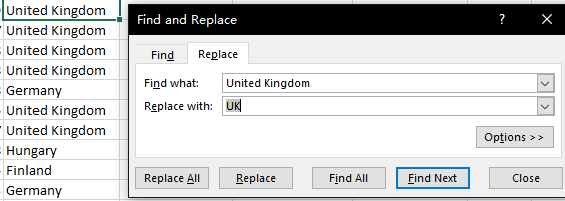 United Kingdom
United Kingdom
United Kingdom
United Kingdom
Germany
United Kingdom
United Kingdom
Hungary
Finland
Germany
Find and Replace
Find
Replace
Find what:
United Kingdom
Replace with:
UK
Options >>
Replace All
Replace
Find All
Find Next
Close